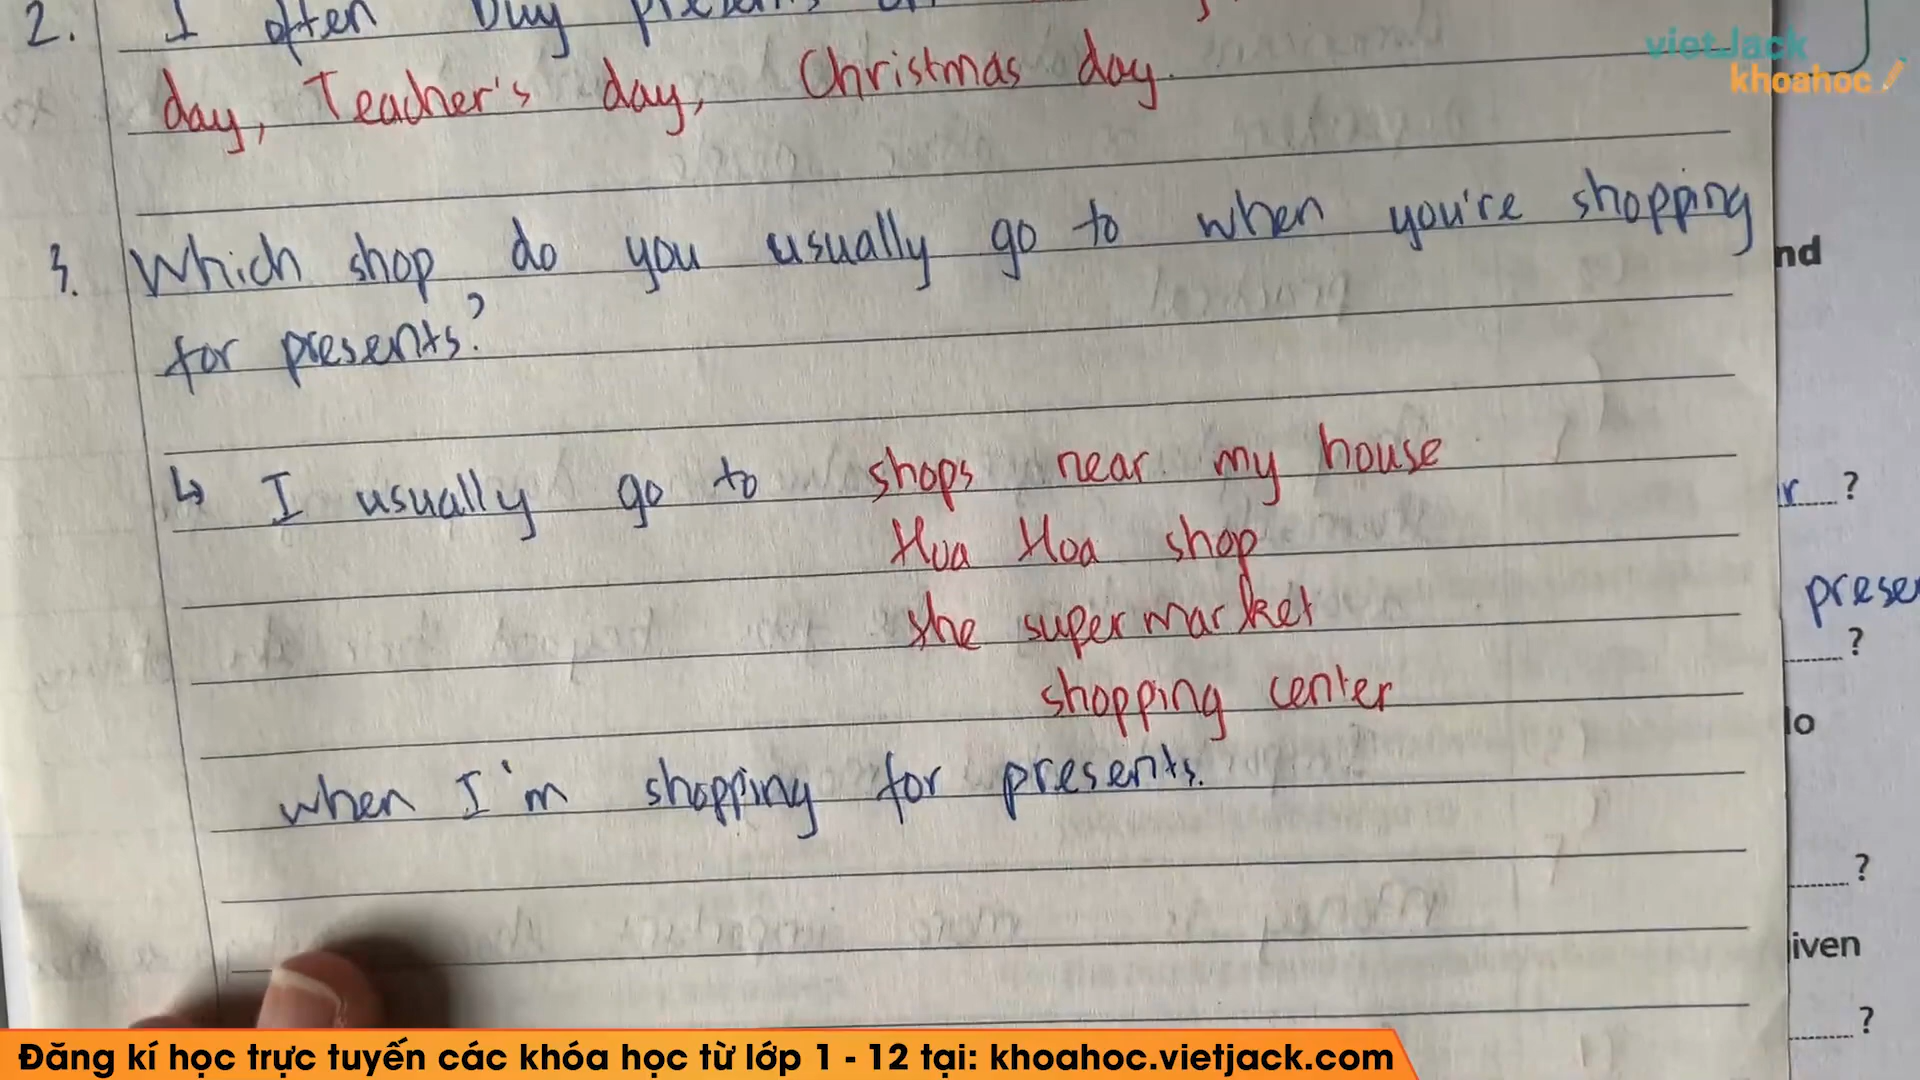 2. I often buy presents on
day, Teacher's day, Christmas day.
3. Which shop do you usually go to when you're shopping
for presents?
↳ I usually go to shops near my house
Hoa Hoa shop
the supermarket
shopping center
when I'm shopping for presents.
nd
r ?
prese
?
lo
?
iven
?
vietJack
khoahoc
Đăng kí học trực tuyến các khóa học từ lớp 1 - 12 tại: khoahoc.vietjack.com